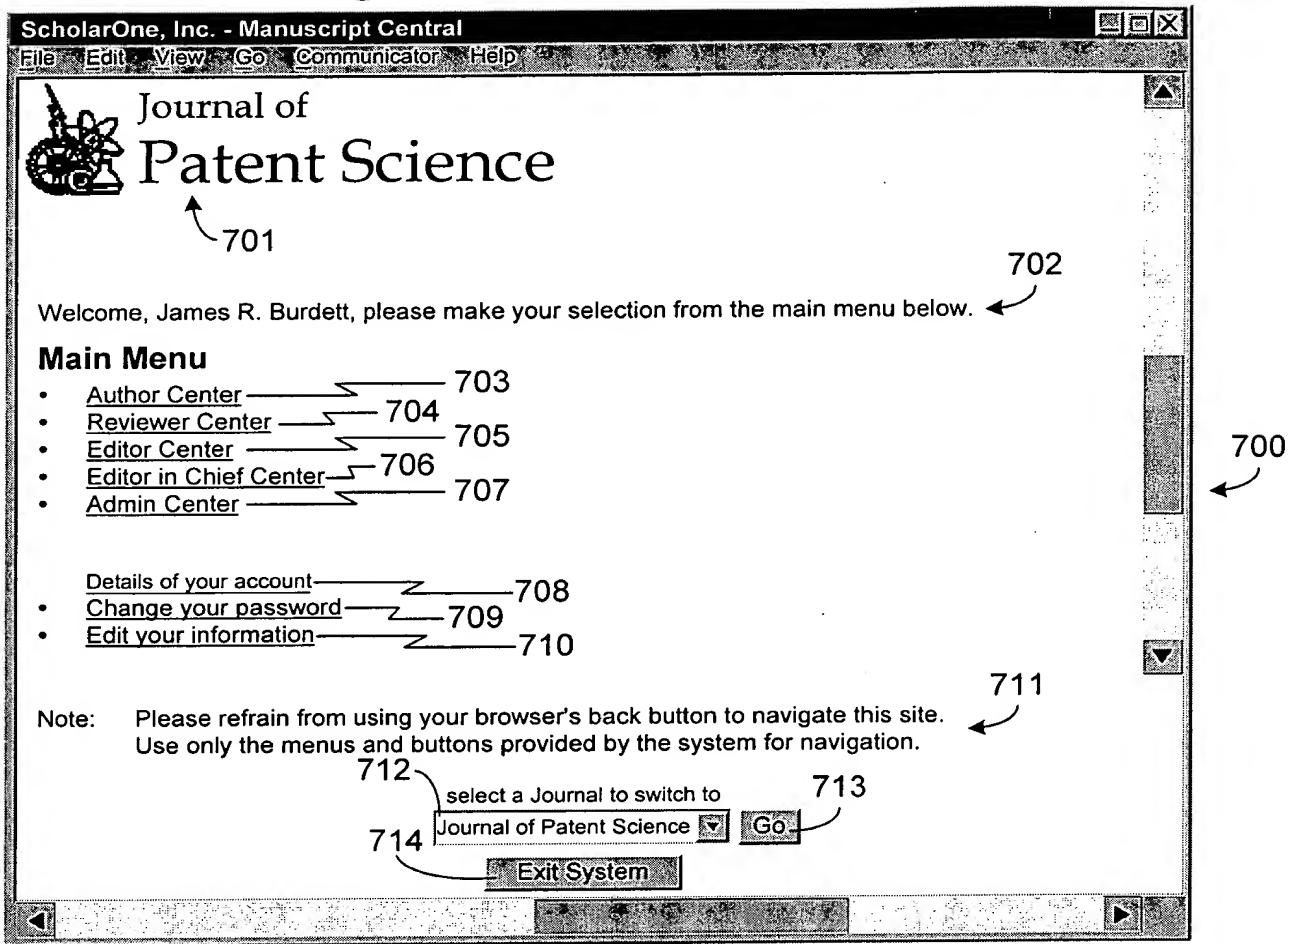 ScholarOne, Inc. - Manuscript Central
File Edit View Go Communicator Help
Journal of
Patent Science
701
702
Welcome, James R. Burdett, please make your selection from the main menu below.
Main Menu
• Author Center 703
• Reviewer Center 704
• Editor Center 705
• Editor in Chief Center 706
• Admin Center 707
700
Details of your account 708
• Change your password 709
• Edit your information 710
711
Note: Please refrain from using your browser's back button to navigate this site.
Use only the menus and buttons provided by the system for navigation.
712
select a Journal to switch to 713
Journal of Patent Science Go
714
Exit System